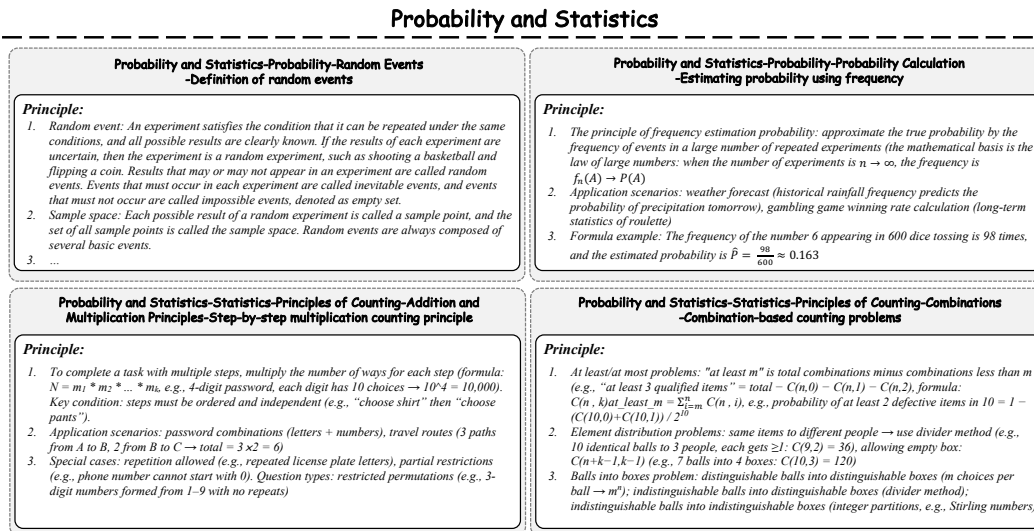 Probability and Statistics
Probability and Statistics-Probability-Random Events
-Definition of random events
Principle:
1. Random event: An experiment satisfies the condition that it can be repeated under the same
conditions, and all possible results are clearly known. If the results of each experiment are
uncertain, then the experiment is a random experiment, such as shooting a basketball and
flipping a coin. Results that may or may not appear in an experiment are called random
events. Events that must occur in each experiment are called inevitable events, and events
that must not occur are called impossible events, denoted as empty set.
2. Sample space: Each possible result of a random experiment is called a sample point, and the
set of all sample points is called the sample space. Random events are always composed of
several basic events.
3. ...
Probability and Statistics-Probability-Probability Calculation
-Estimating probability using frequency
Principle:
1. The principle of frequency estimation probability: approximate the true probability by the
frequency of events in a large number of repeated experiments (the mathematical basis is the
law of large numbers: when the number of experiments is n → ∞, the frequency is
fₙ(A) → P(A)
2. Application scenarios: weather forecast (historical rainfall frequency predicts the
probability of precipitation tomorrow), gambling game winning rate calculation (long-term
statistics of roulette)
3. Formula example: The frequency of the number 6 appearing in 600 dice tossing is 98 times,
and the estimated probability is P̂ = 98/600 ≈ 0.163
Probability and Statistics-Statistics-Principles of Counting-Addition and
Multiplication Principles-Step-by-step multiplication counting principle
Principle:
1. To complete a task with multiple steps, multiply the number of ways for each step (formula:
N = m₁ * m₂ * ... * mₖ, e.g., 4-digit password, each digit has 10 choices → 10^4 = 10,000).
Key condition: steps must be ordered and independent (e.g., “choose shirt” then “choose
pants”).
2. Application scenarios: password combinations (letters + numbers), travel routes (3 paths
from A to B, 2 from B to C → total = 3 ×2 = 6)
3. Special cases: repetition allowed (e.g., repeated license plate letters), partial restrictions
(e.g., phone number cannot start with 0). Question types: restricted permutations (e.g., 3-
digit numbers formed from 1–9 with no repeats)
Probability and Statistics-Statistics-Principles of Counting-Combinations
-Combination-based counting problems
Principle:
1. At least/at most problems: "at least m" is total combinations minus combinations less than m
(e.g., “at least 3 qualified items” = total − C(n,0) − C(n,1) − C(n,2), formula:
C(n , k)at_least_m = Σⁿᵢ₌ₘ C(n , i), e.g., probability of at least 2 defective items in 10 = 1 −
(C(10,0)+C(10,1)) / 2¹⁰
2. Element distribution problems: same items to different people → use divider method (e.g.,
10 identical balls to 3 people, each gets ≥1: C(9,2) = 36), allowing empty box:
C(n+k−1,k−1) (e.g., 7 balls into 4 boxes: C(10,3) = 120)
3. Balls into boxes problem: distinguishable balls into distinguishable boxes (m choices per
ball → mⁿ); indistinguishable balls into distinguishable boxes (divider method);
indistinguishable balls into indistinguishable boxes (integer partitions, e.g., Stirling numbers